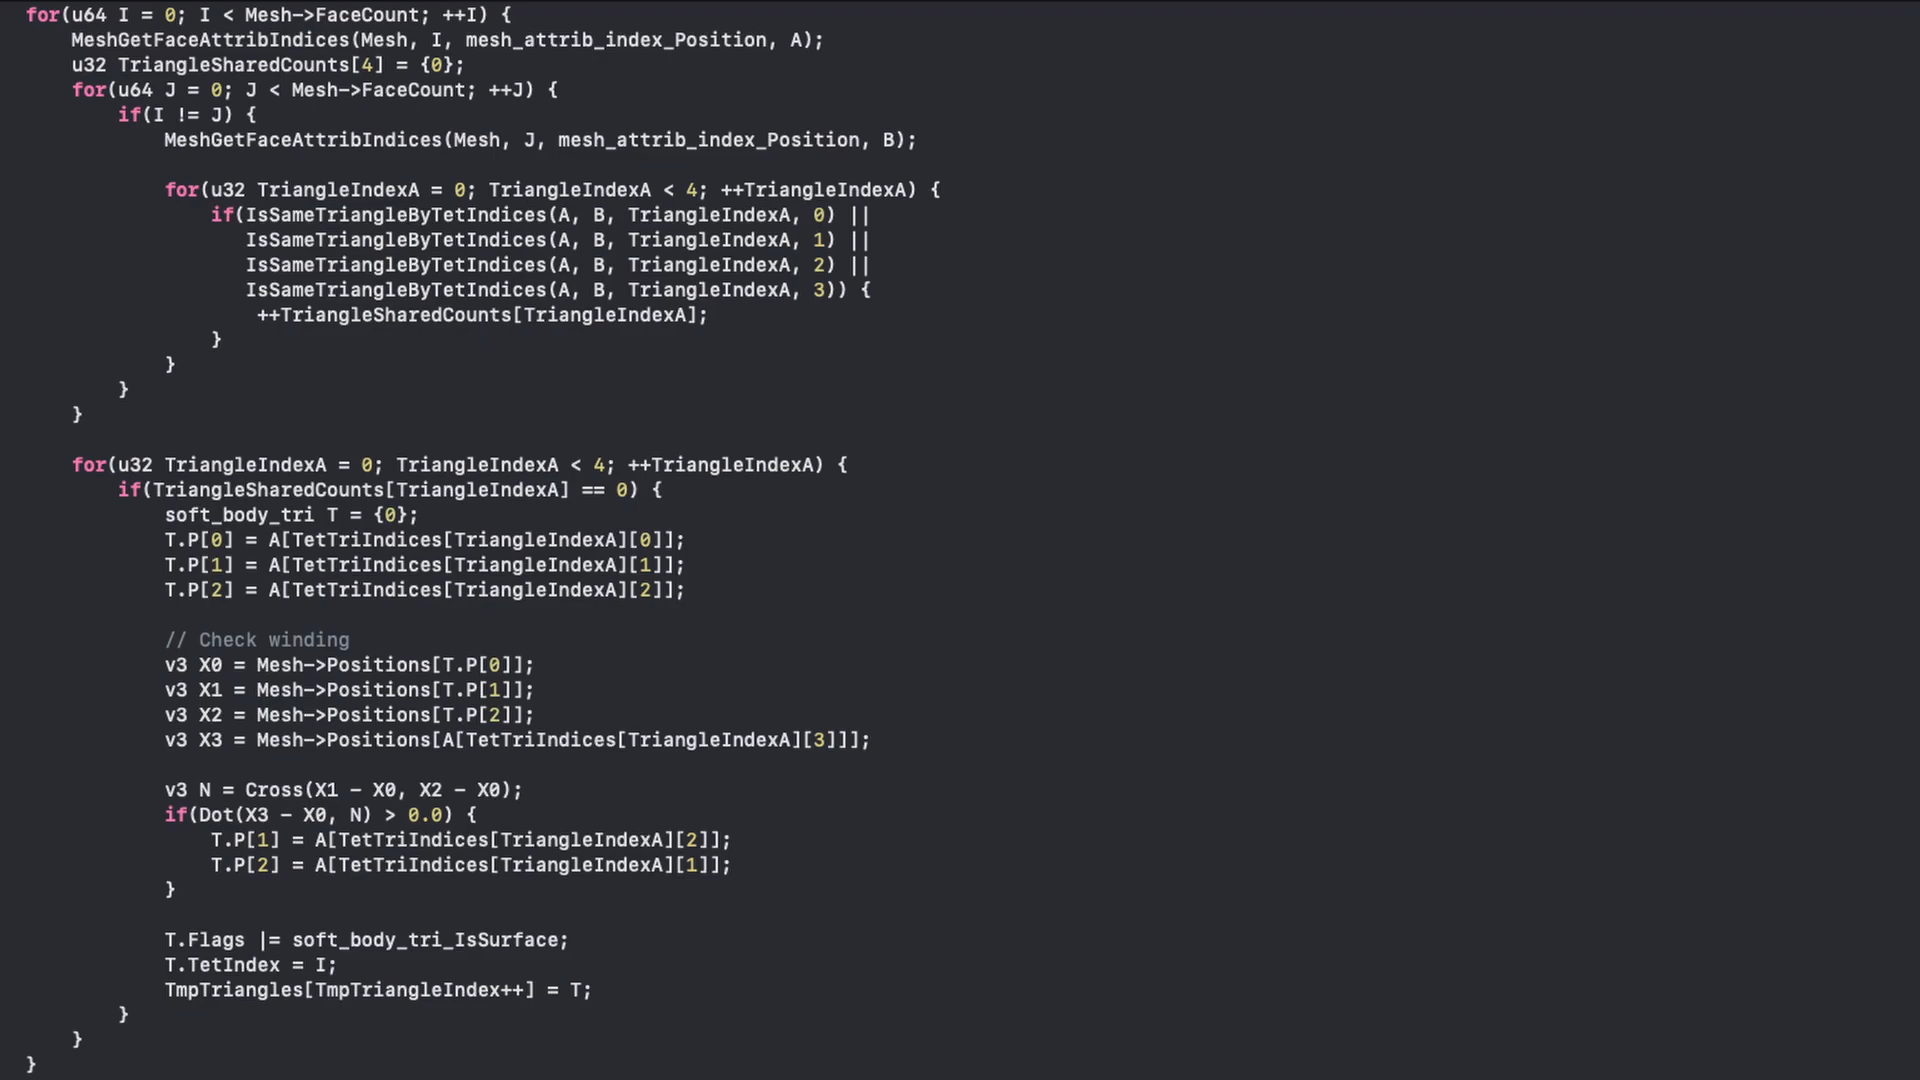 for(u64 I = 0; I < Mesh->FaceCount; ++I) {
MeshGetFaceAttribIndices(Mesh, I, mesh_attrib_index_Position, A);
u32 TriangleSharedCounts[4] = {0};
for(u64 J = 0; J < Mesh->FaceCount; ++J) {
if(I != J) {
MeshGetFaceAttribIndices(Mesh, J, mesh_attrib_index_Position, B);
for(u32 TriangleIndexA = 0; TriangleIndexA < 4; ++TriangleIndexA) {
if(IsSameTriangleByTetIndices(A, B, TriangleIndexA, 0) ||
IsSameTriangleByTetIndices(A, B, TriangleIndexA, 1) ||
IsSameTriangleByTetIndices(A, B, TriangleIndexA, 2) ||
IsSameTriangleByTetIndices(A, B, TriangleIndexA, 3)) {
++TriangleSharedCounts[TriangleIndexA];
}
}
}
}
for(u32 TriangleIndexA = 0; TriangleIndexA < 4; ++TriangleIndexA) {
if(TriangleSharedCounts[TriangleIndexA] == 0) {
soft_body_tri T = {0};
T.P[0] = A[TetTriIndices[TriangleIndexA][0]];
T.P[1] = A[TetTriIndices[TriangleIndexA][1]];
T.P[2] = A[TetTriIndices[TriangleIndexA][2]];
// Check winding
v3 X0 = Mesh->Positions[T.P[0]];
v3 X1 = Mesh->Positions[T.P[1]];
v3 X2 = Mesh->Positions[T.P[2]];
v3 X3 = Mesh->Positions[A[TetTriIndices[TriangleIndexA][3]]];
v3 N = Cross(X1 - X0, X2 - X0);
if(Dot(X3 - X0, N) > 0.0) {
T.P[1] = A[TetTriIndices[TriangleIndexA][2]];
T.P[2] = A[TetTriIndices[TriangleIndexA][1]];
}
T.Flags |= soft_body_tri_IsSurface;
T.TetIndex = I;
TmpTriangles[TmpTriangleIndex++] = T;
}
}
}